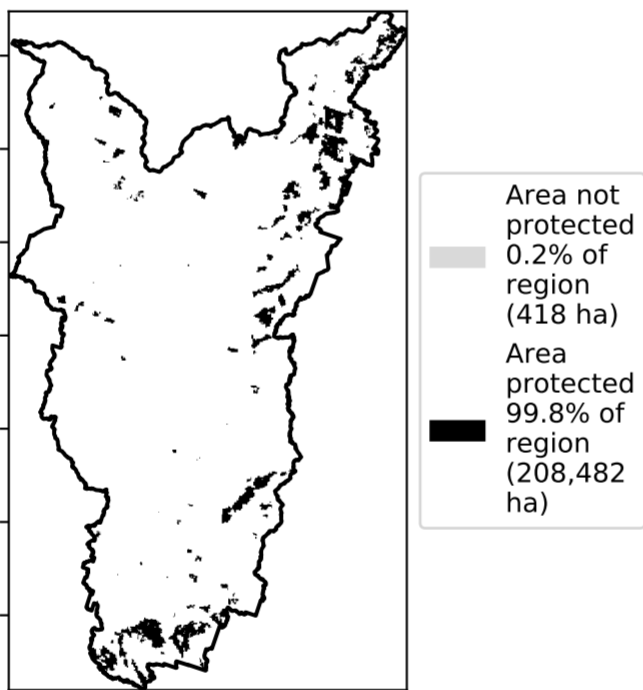 Area not
protected
0.2% of
region
(418 ha)
Area
protected
99.8% of
region
(208,482
ha)